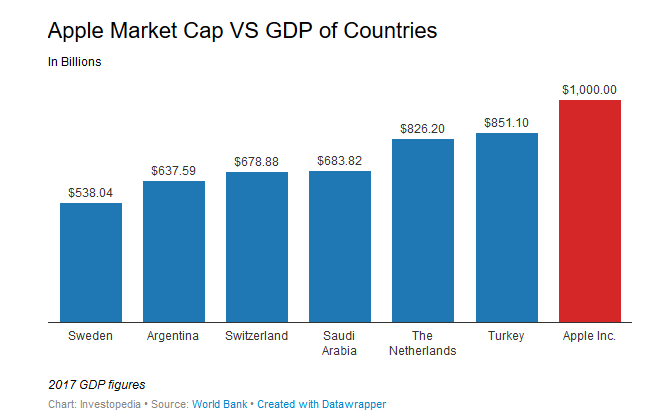 Apple Market Cap VS GDP of Countries
In Billions
$538.04
$637.59
$678.88
$683.82
$826.20
$851.10
$1,000.00
Sweden
Argentina
Switzerland
Saudi
Arabia
The
Netherlands
Turkey
Apple Inc.
2017 GDP figures
Chart: Investopedia • Source: World Bank • Created with Datawrapper